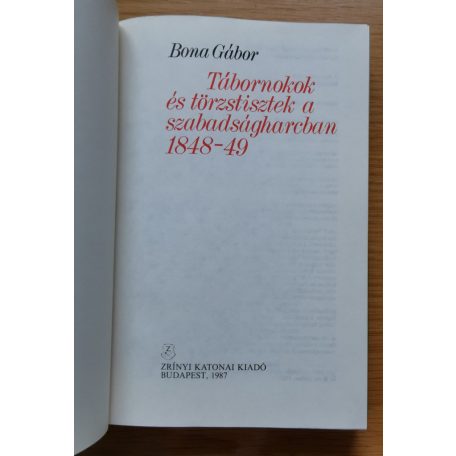 Bona Gábor
Tábornokok
és törzstisztek a
szabadságharcban
1848–49
Z
ZRÍNYI KATONAI KIADÓ
BUDAPEST, 1987